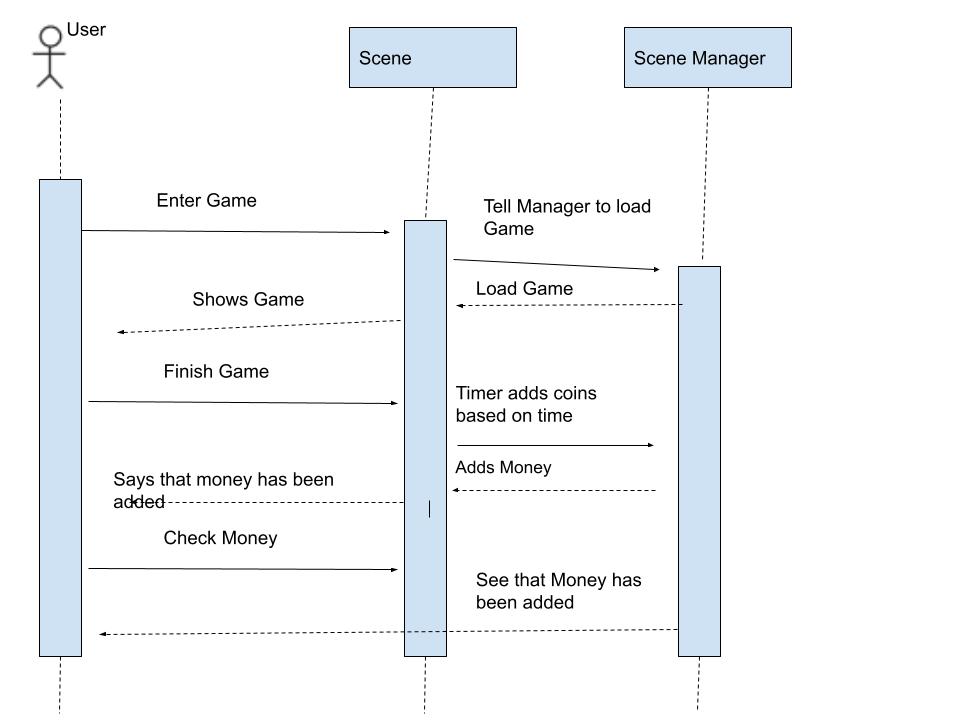 User
Scene
Scene Manager
Enter Game
Tell Manager to load
Game
Load Game
Shows Game
Finish Game
Timer adds coins
based on time
Adds Money
Says that money has been
added
Check Money
See that Money has
been added